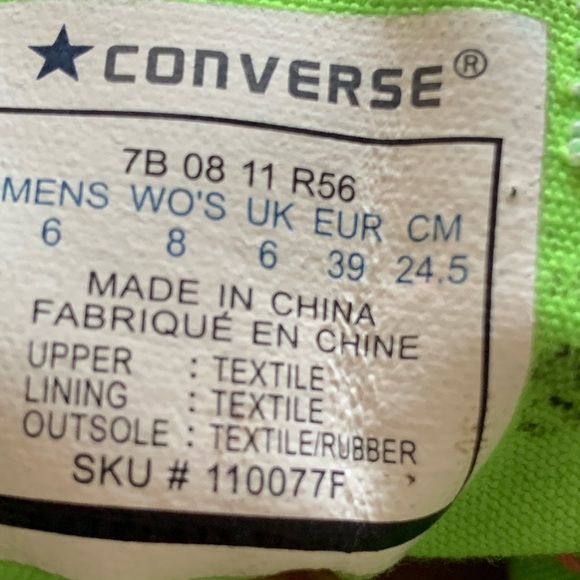 ★CONVERSE®
7B 08 11 R56
MENS WO'S UK EUR CM
6 8 6 39 24.5
MADE IN CHINA
FABRIQUÉ EN CHINE
UPPER : TEXTILE
LINING : TEXTILE
OUTSOLE : TEXTILE/RUBBER
SKU # 110077F